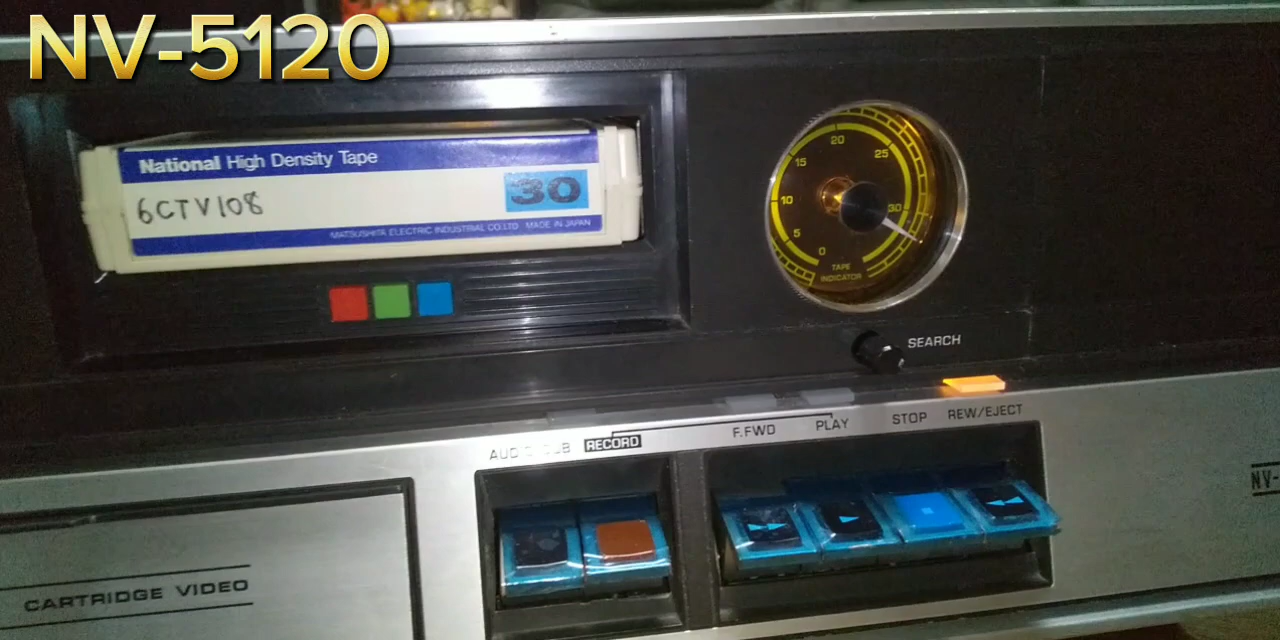 NV-5120
National High Density Tape
30
6CTV108
MATSUSHITA ELECTRIC INDUSTRIAL CO.LTD MADE IN JAPAN
20
15
25
10
30
5
0
TAPE
INDICATOR
SEARCH
RECORD
F.FWD
PLAY
STOP
REW/EJECT
NV-
CARTRIDGE VIDEO